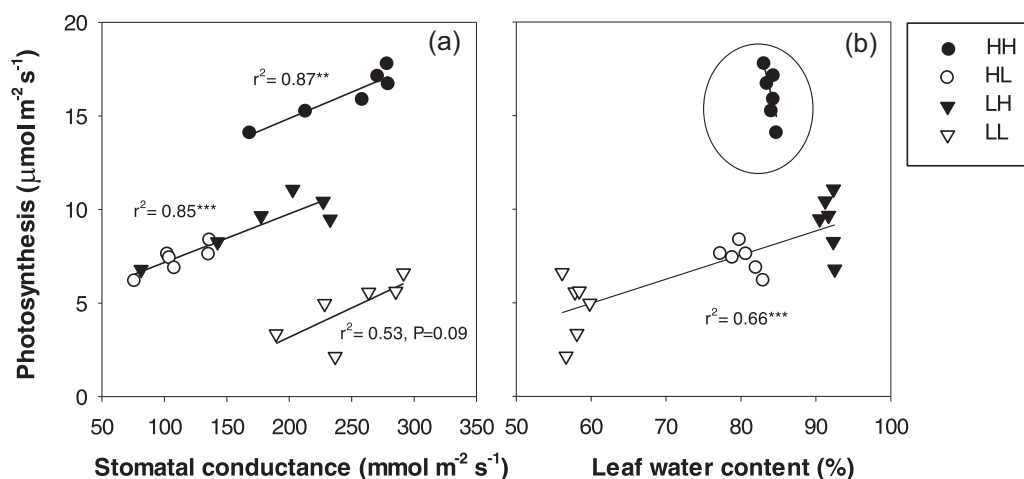 Photosynthesis (μmol m⁻² s⁻¹)
20
15
10
5
0
(a)
r² = 0.87**
r² = 0.85***
r² = 0.53, P=0.09
50 100 150 200 250 300 350
Stomatal conductance (mmol m⁻² s⁻¹)
(b)
r² = 0.66***
50 60 70 80 90 100
Leaf water content (%)
HH
HL
LH
LL